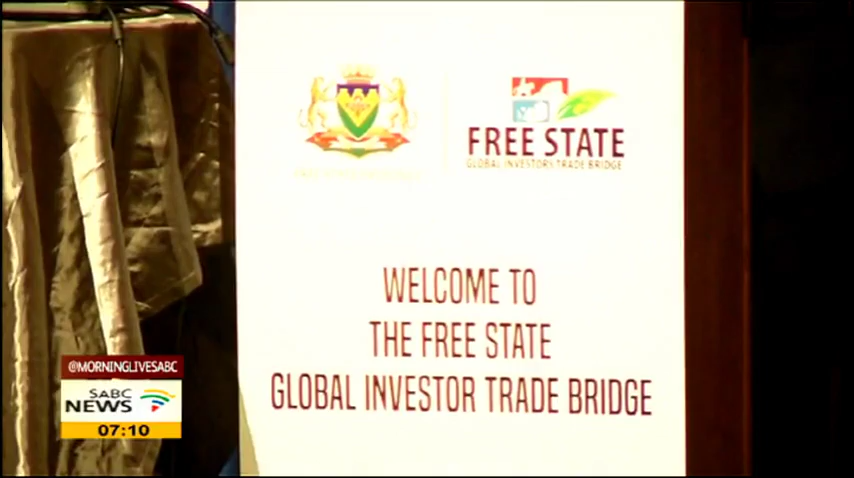 FREE STATE
GLOBAL INVESTORS TRADE BRIDGE
WELCOME TO
THE FREE STATE
GLOBAL INVESTOR TRADE BRIDGE
@MORNINGLIVESABC
SABC
NEWS
07:10